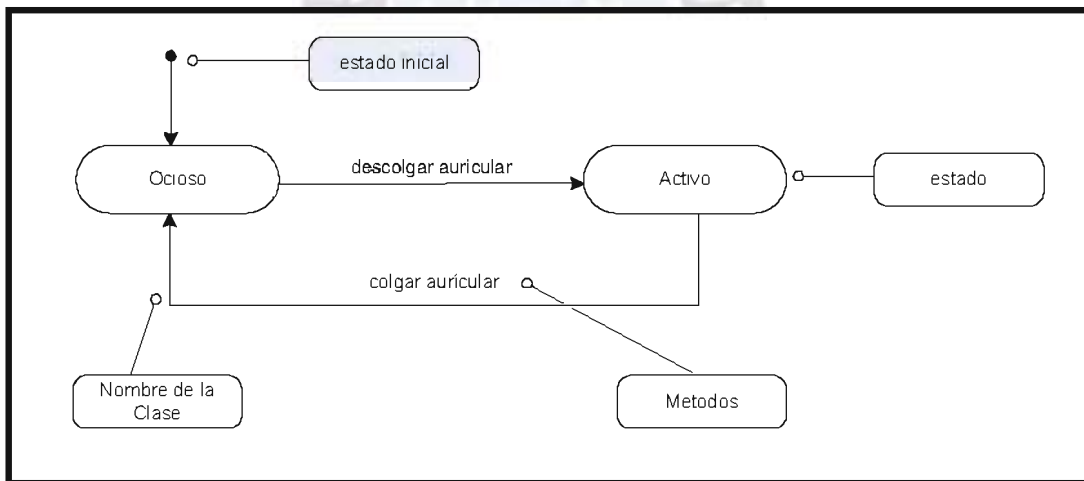 estado inicial
Ocioso
descolgar auricular
Activo
estado
colgar auricular
Nombre de la
Clase
Metodos